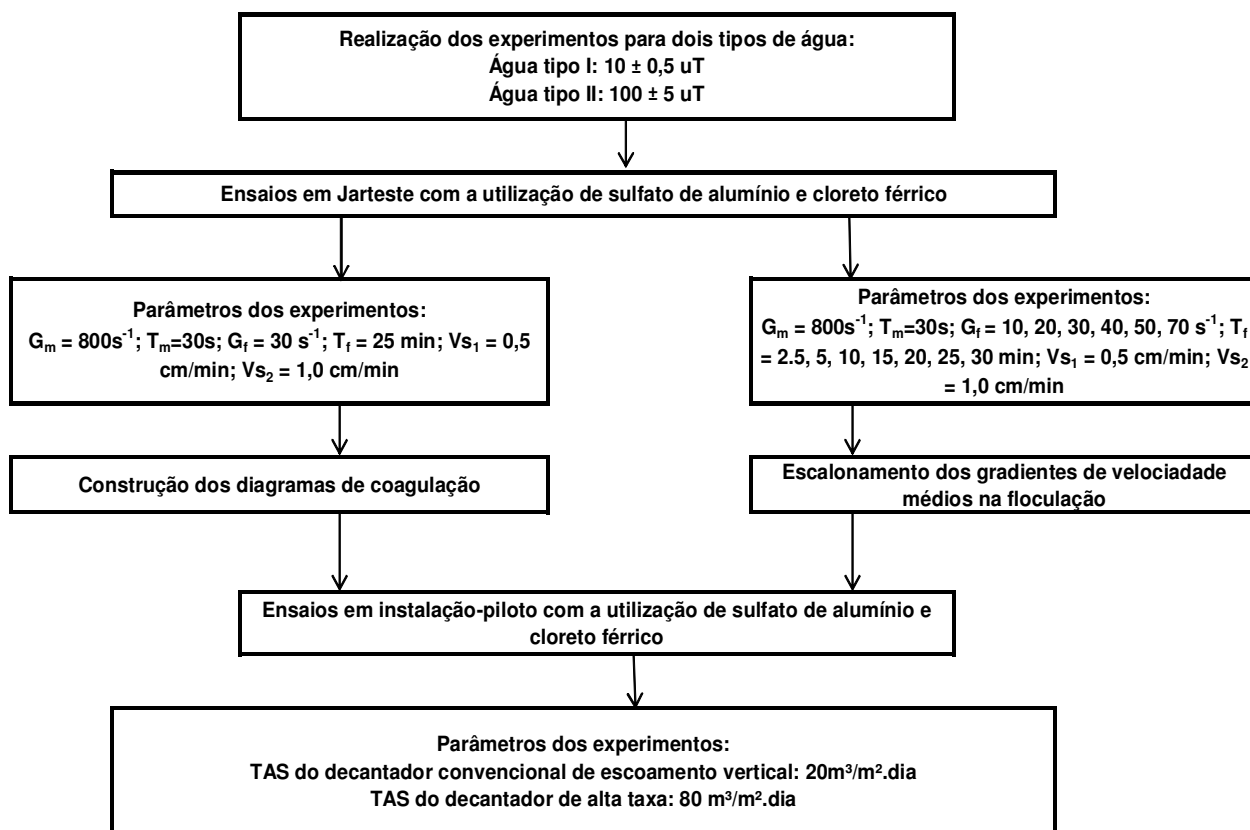 Realização dos experimentos para dois tipos de água:
Água tipo I: 10 ± 0,5 uT
Água tipo II: 100 ± 5 uT
Ensaios em Jarteste com a utilização de sulfato de alumínio e cloreto férrico
Parâmetros dos experimentos:
Gm = 800s⁻¹; Tm=30s; Gf = 30 s⁻¹; Tf = 25 min; Vs₁ = 0,5
cm/min; Vs₂ = 1,0 cm/min
Parâmetros dos experimentos:
Gm = 800s⁻¹; Tm=30s; Gf = 10, 20, 30, 40, 50, 70 s⁻¹; Tf
= 2.5, 5, 10, 15, 20, 25, 30 min; Vs₁ = 0,5 cm/min; Vs₂
= 1,0 cm/min
Construção dos diagramas de coagulação
Escalonamento dos gradientes de velociadade
médios na floculação
Ensaios em instalação-piloto com a utilização de sulfato de alumínio e
cloreto férrico
Parâmetros dos experimentos:
TAS do decantador convencional de escoamento vertical: 20m³/m².dia
TAS do decantador de alta taxa: 80 m³/m².dia